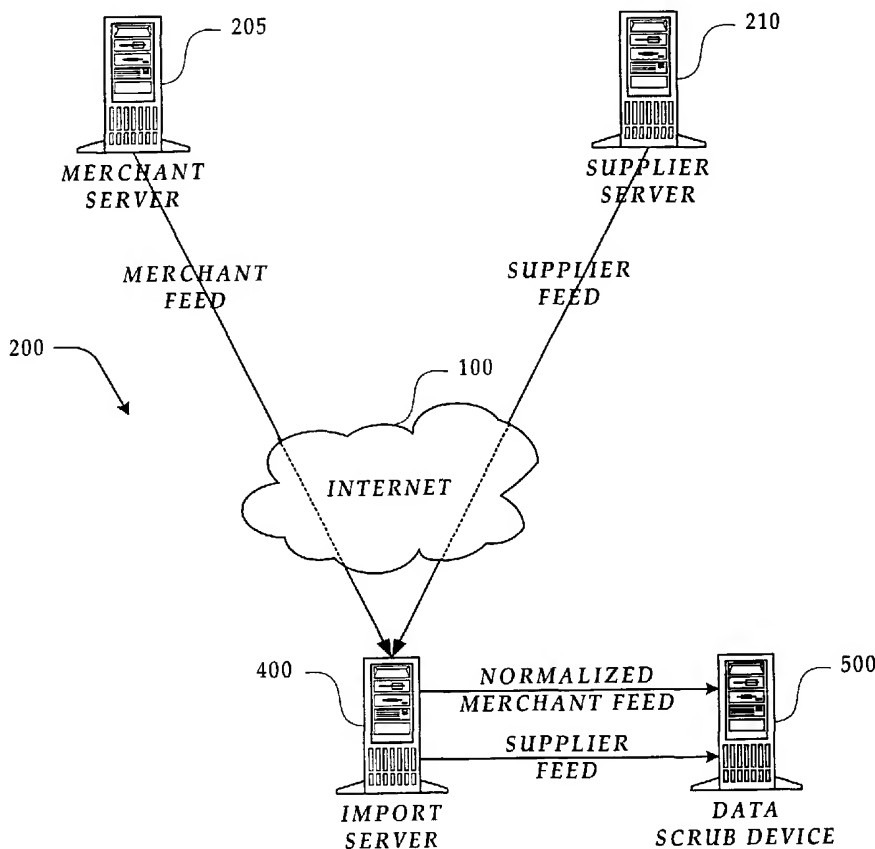 205
210
MERCHANT
SERVER
SUPPLIER
SERVER
MERCHANT
FEED
SUPPLIER
FEED
200
100
INTERNET
400
NORMALIZED
MERCHANT FEED
500
SUPPLIER
FEED
IMPORT
SERVER
DATA
SCRUB DEVICE